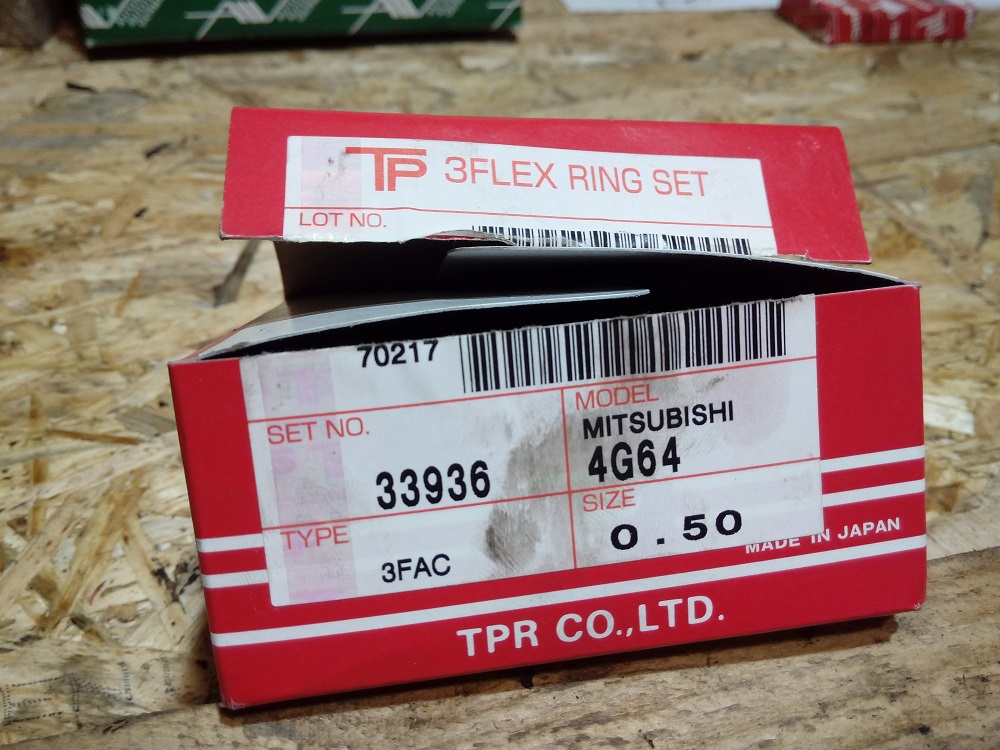 TP 3FLEX RING SET
LOT NO.
70217
SET NO.
33936
MODEL
MITSUBISHI
4G64
TYPE
3FAC
SIZE
0.50
MADE IN JAPAN
TPR CO.,LTD.